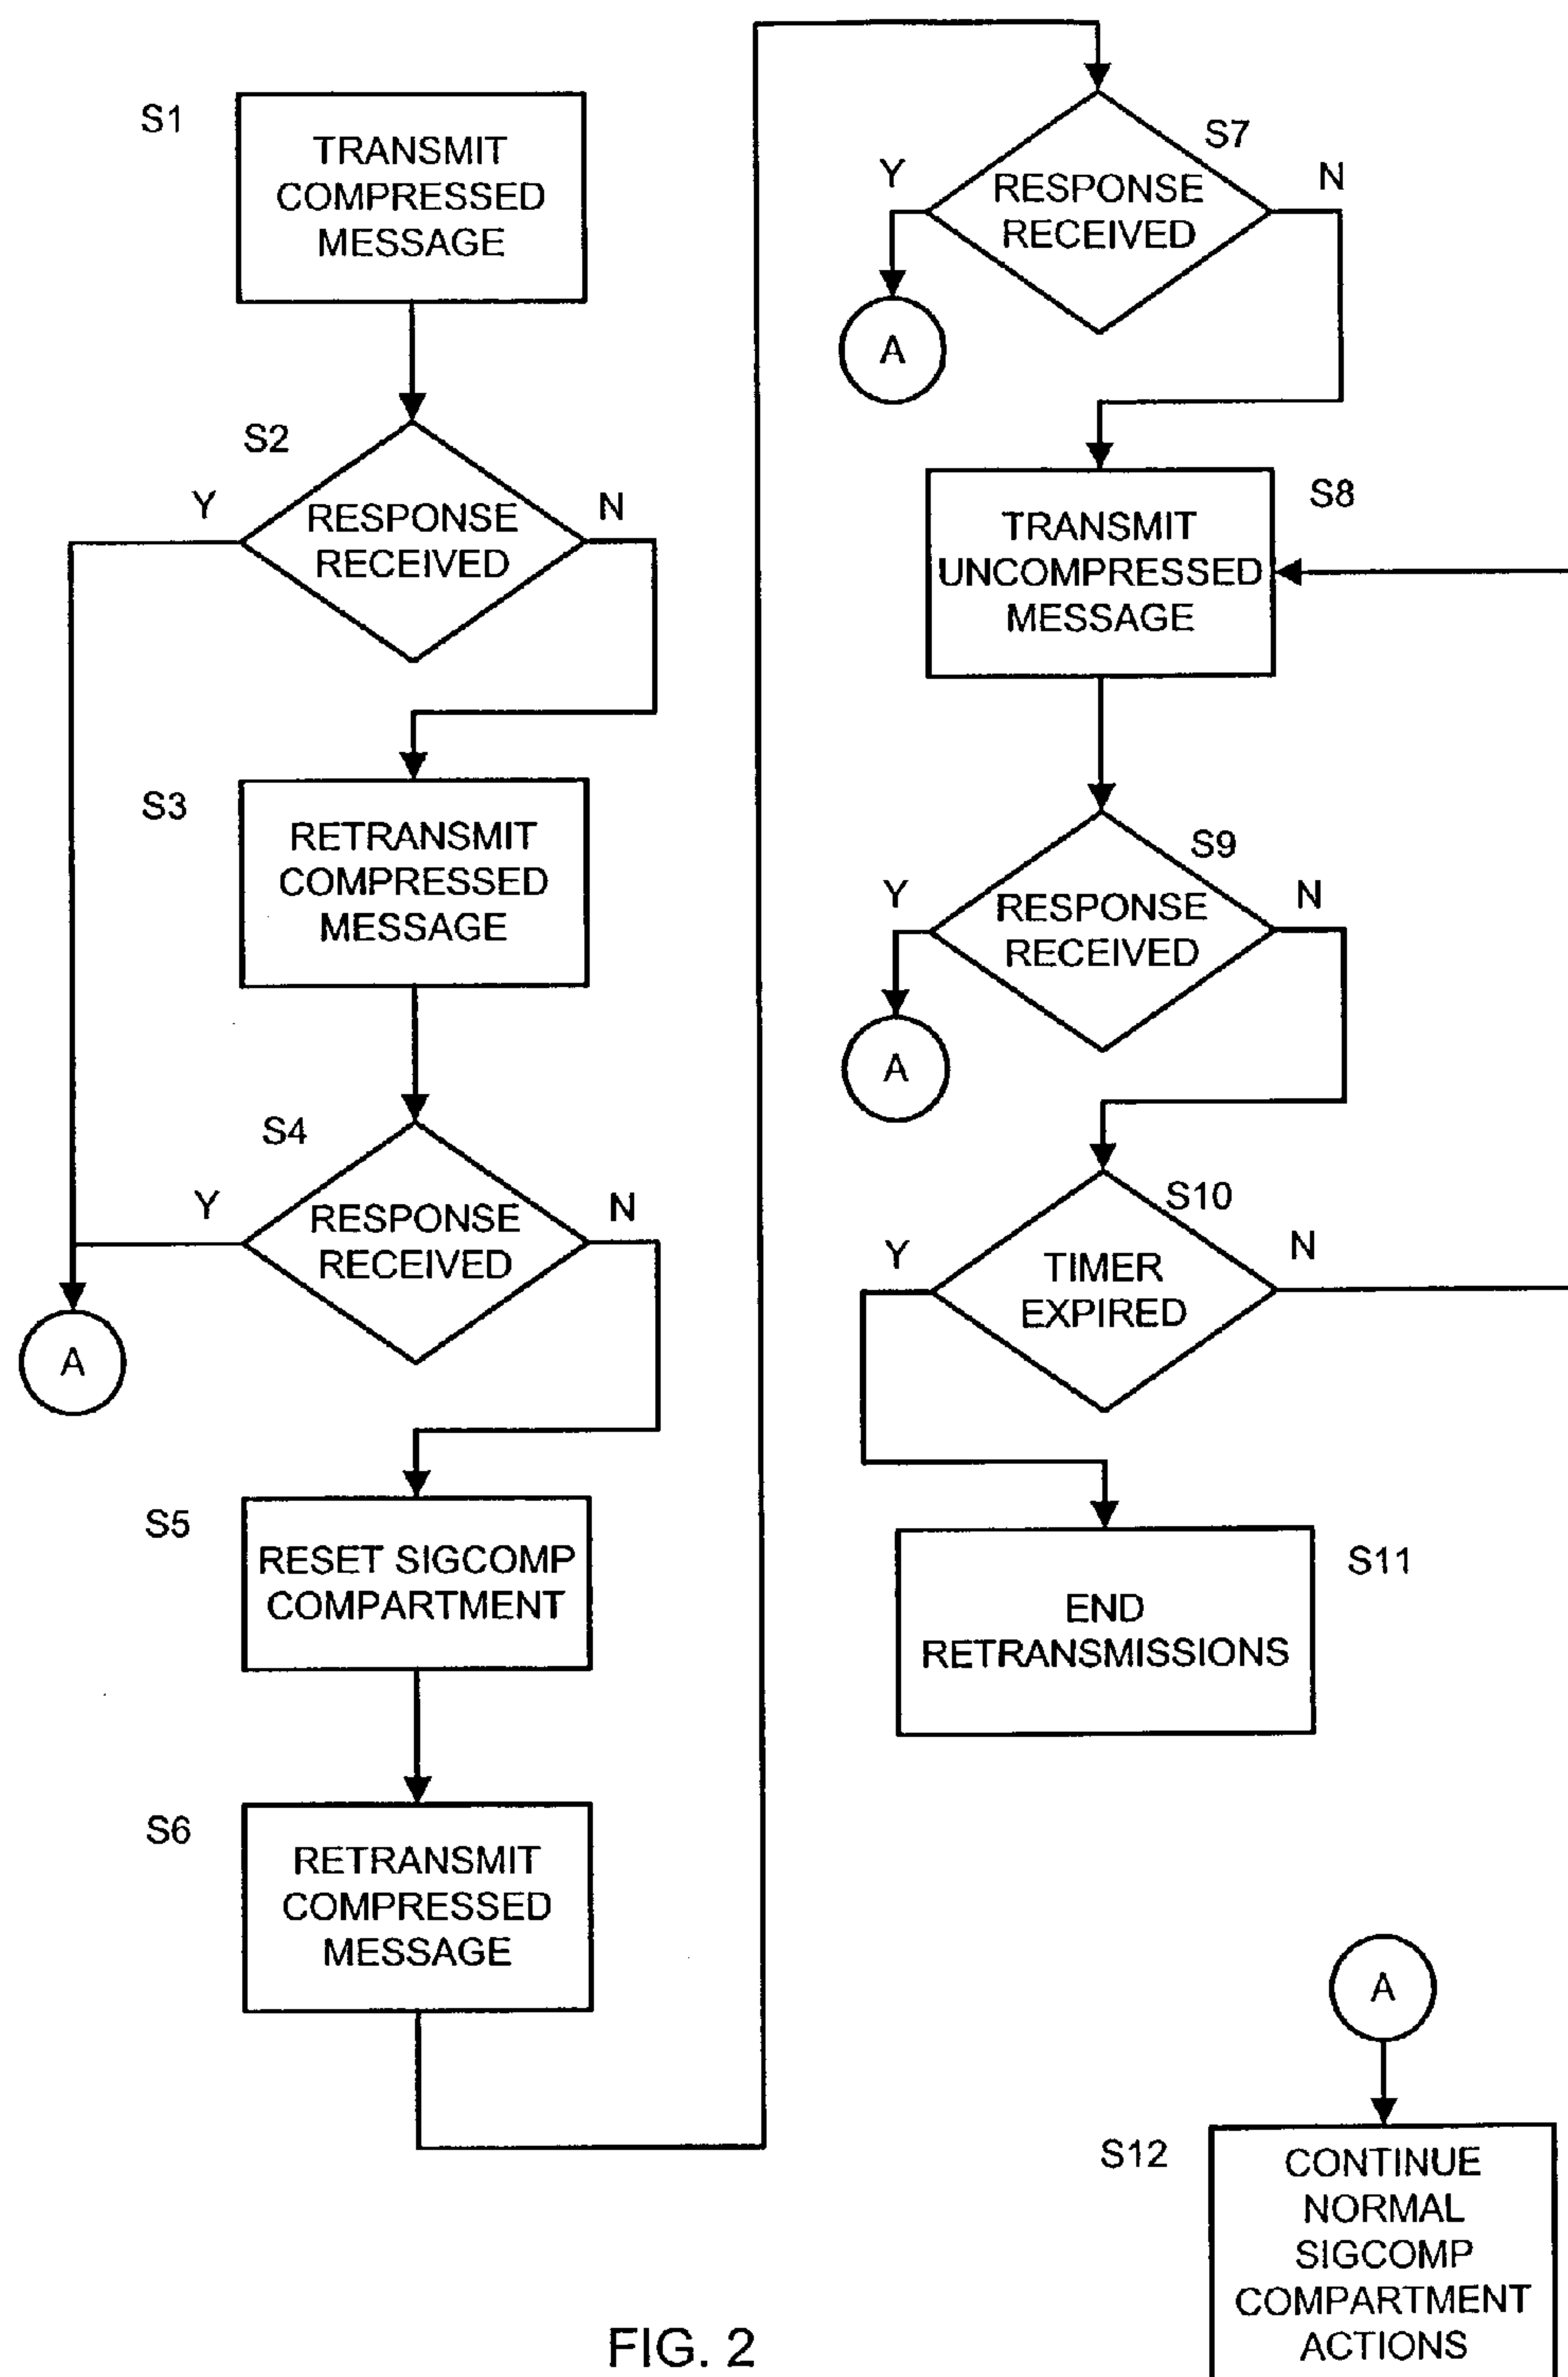 S1
TRANSMIT
COMPRESSED
MESSAGE
S2
Y
N
RESPONSE
RECEIVED
S3
RETRANSMIT
COMPRESSED
MESSAGE
S4
Y
N
RESPONSE
RECEIVED
A
S5
RESET SIGCOMP
COMPARTMENT
S6
RETRANSMIT
COMPRESSED
MESSAGE
S7
Y
N
RESPONSE
RECEIVED
A
S8
TRANSMIT
UNCOMPRESSED
MESSAGE
S9
Y
N
RESPONSE
RECEIVED
A
S10
Y
N
TIMER
EXPIRED
S11
END
RETRANSMISSIONS
A
S12
CONTINUE
NORMAL
SIGCOMP
COMPARTMENT
ACTIONS
FIG. 2